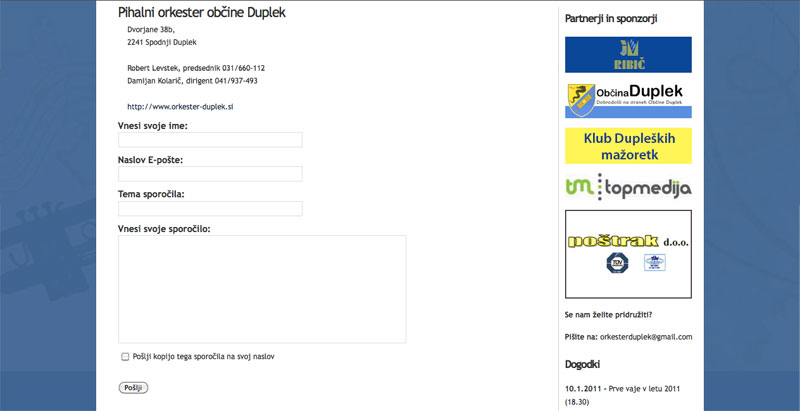 Pihalni orkester občine Duplek
Dvorjane 38b,
2241 Spodnji Duplek
Robert Levstek, predsednik 031/660-112
Damijan Kolarič, dirigent 041/937-493
http://www.orkester-duplek.si
Vnesi svoje ime:
Naslov E-pošte:
Tema sporočila:
Vnesi svoje sporočilo:
Pošlji kopijo tega sporočila na svoj naslov
Pošlji
Partnerji in sponzorji
RIBIČ
ObčinaDuplek
Dobrodošli na straneh Občine Duplek
Klub Dupleških
mažoretk
tm topmedija
poštrak d.o.o.
Se nam želite pridružiti?
Pišite na: orkesterduplek@gmail.com
Dogodki
10.1.2011 - Prve vaje v letu 2011
(18.30)